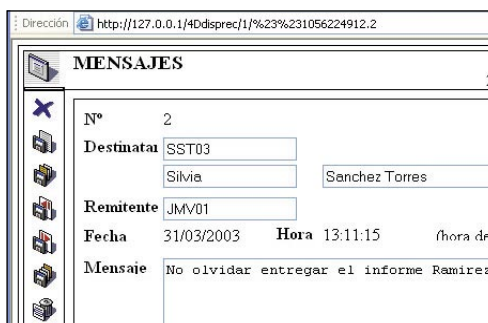 Dirección http://127.0.0.1/4Ddisprec/1/%23%231056224912.2
MENSAJES
Nº 2
Destinatar SST03
Silvia Sanchez Torres
Remitente JMV01
Fecha 31/03/2003 Hora 13:11:15 (hora de
Mensaje No olvidar entregar el informe Ramirez